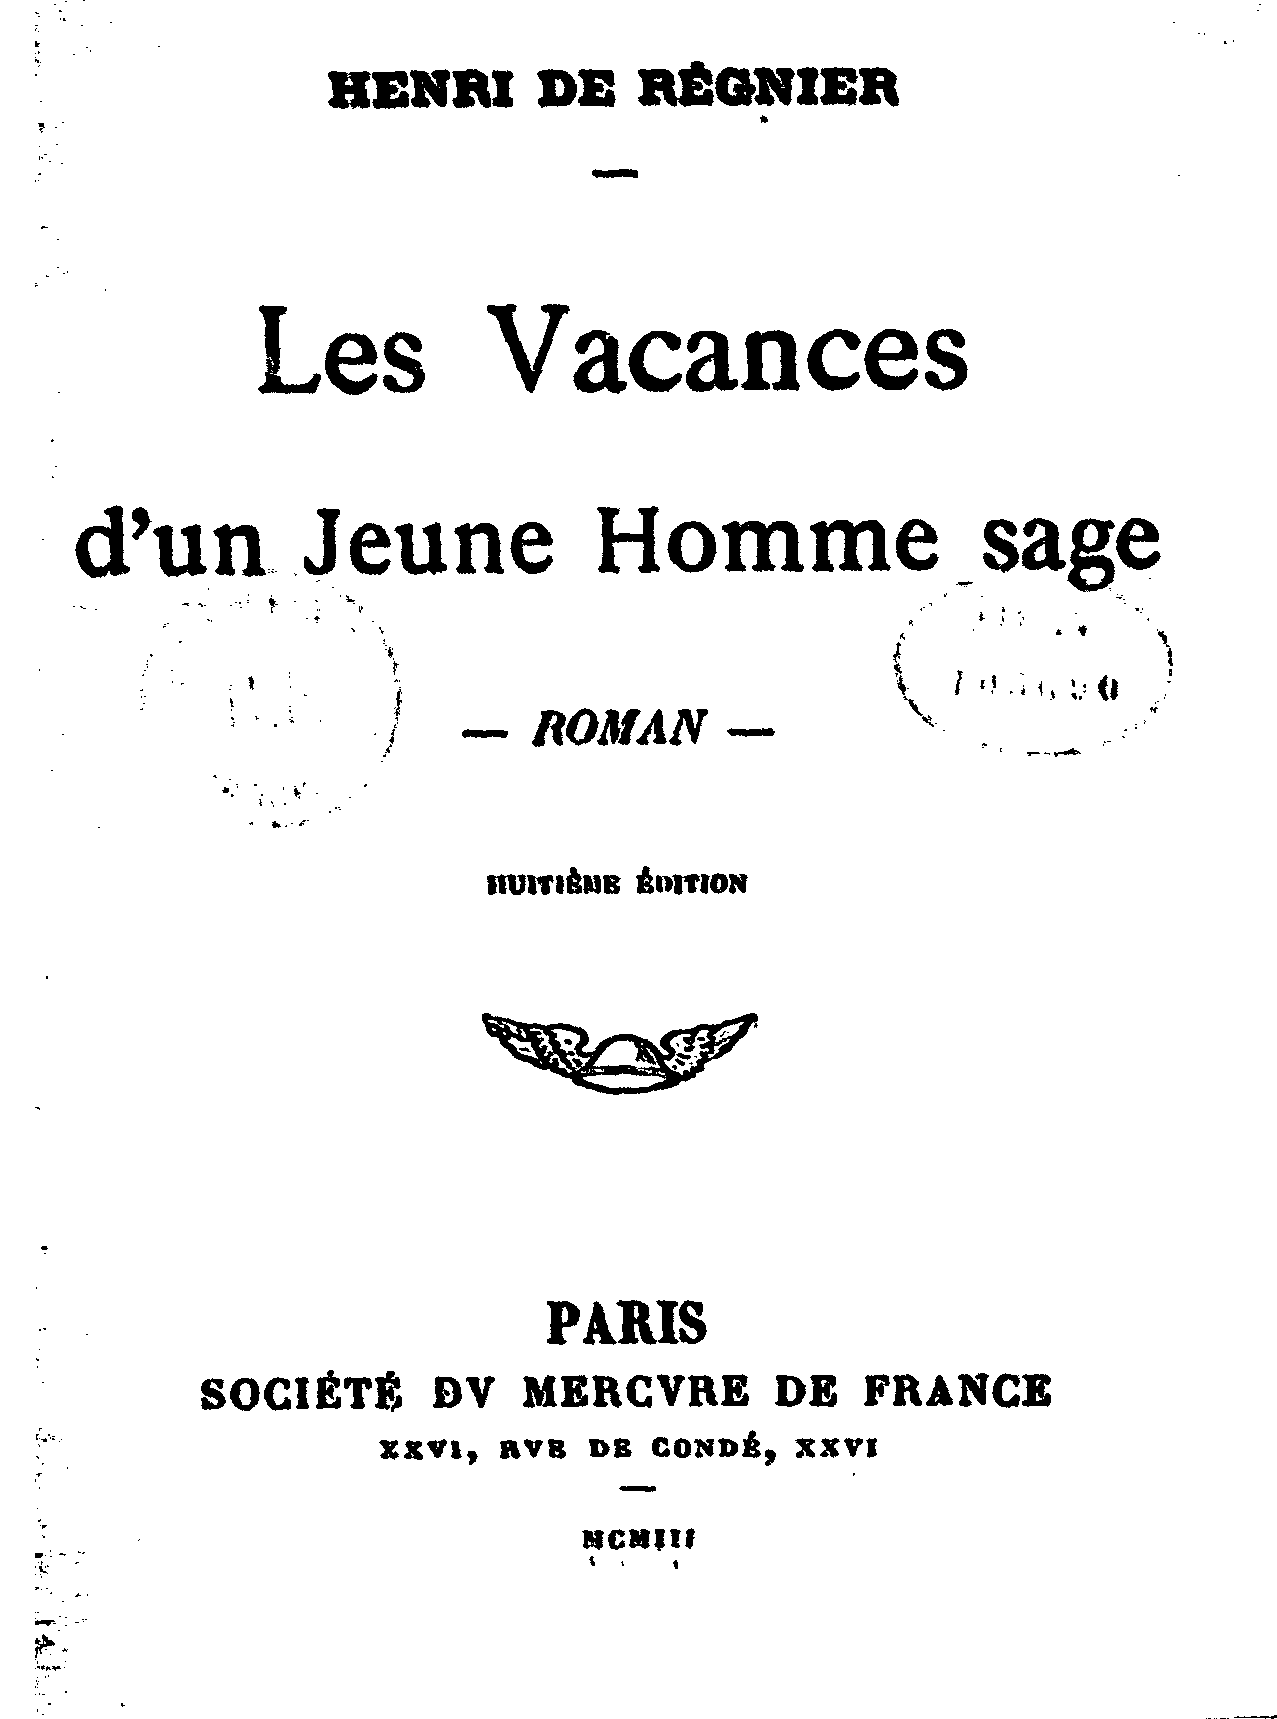 HENRI DE RÉGNIER
—
Les Vacances
d'un Jeune Homme sage
— ROMAN —
HUITIÈME ÉDITION
PARIS
SOCIÉTÉ DV MERCVRE DE FRANCE
XXVI, RVE DE CONDÉ, XXVI
—
MCMIII